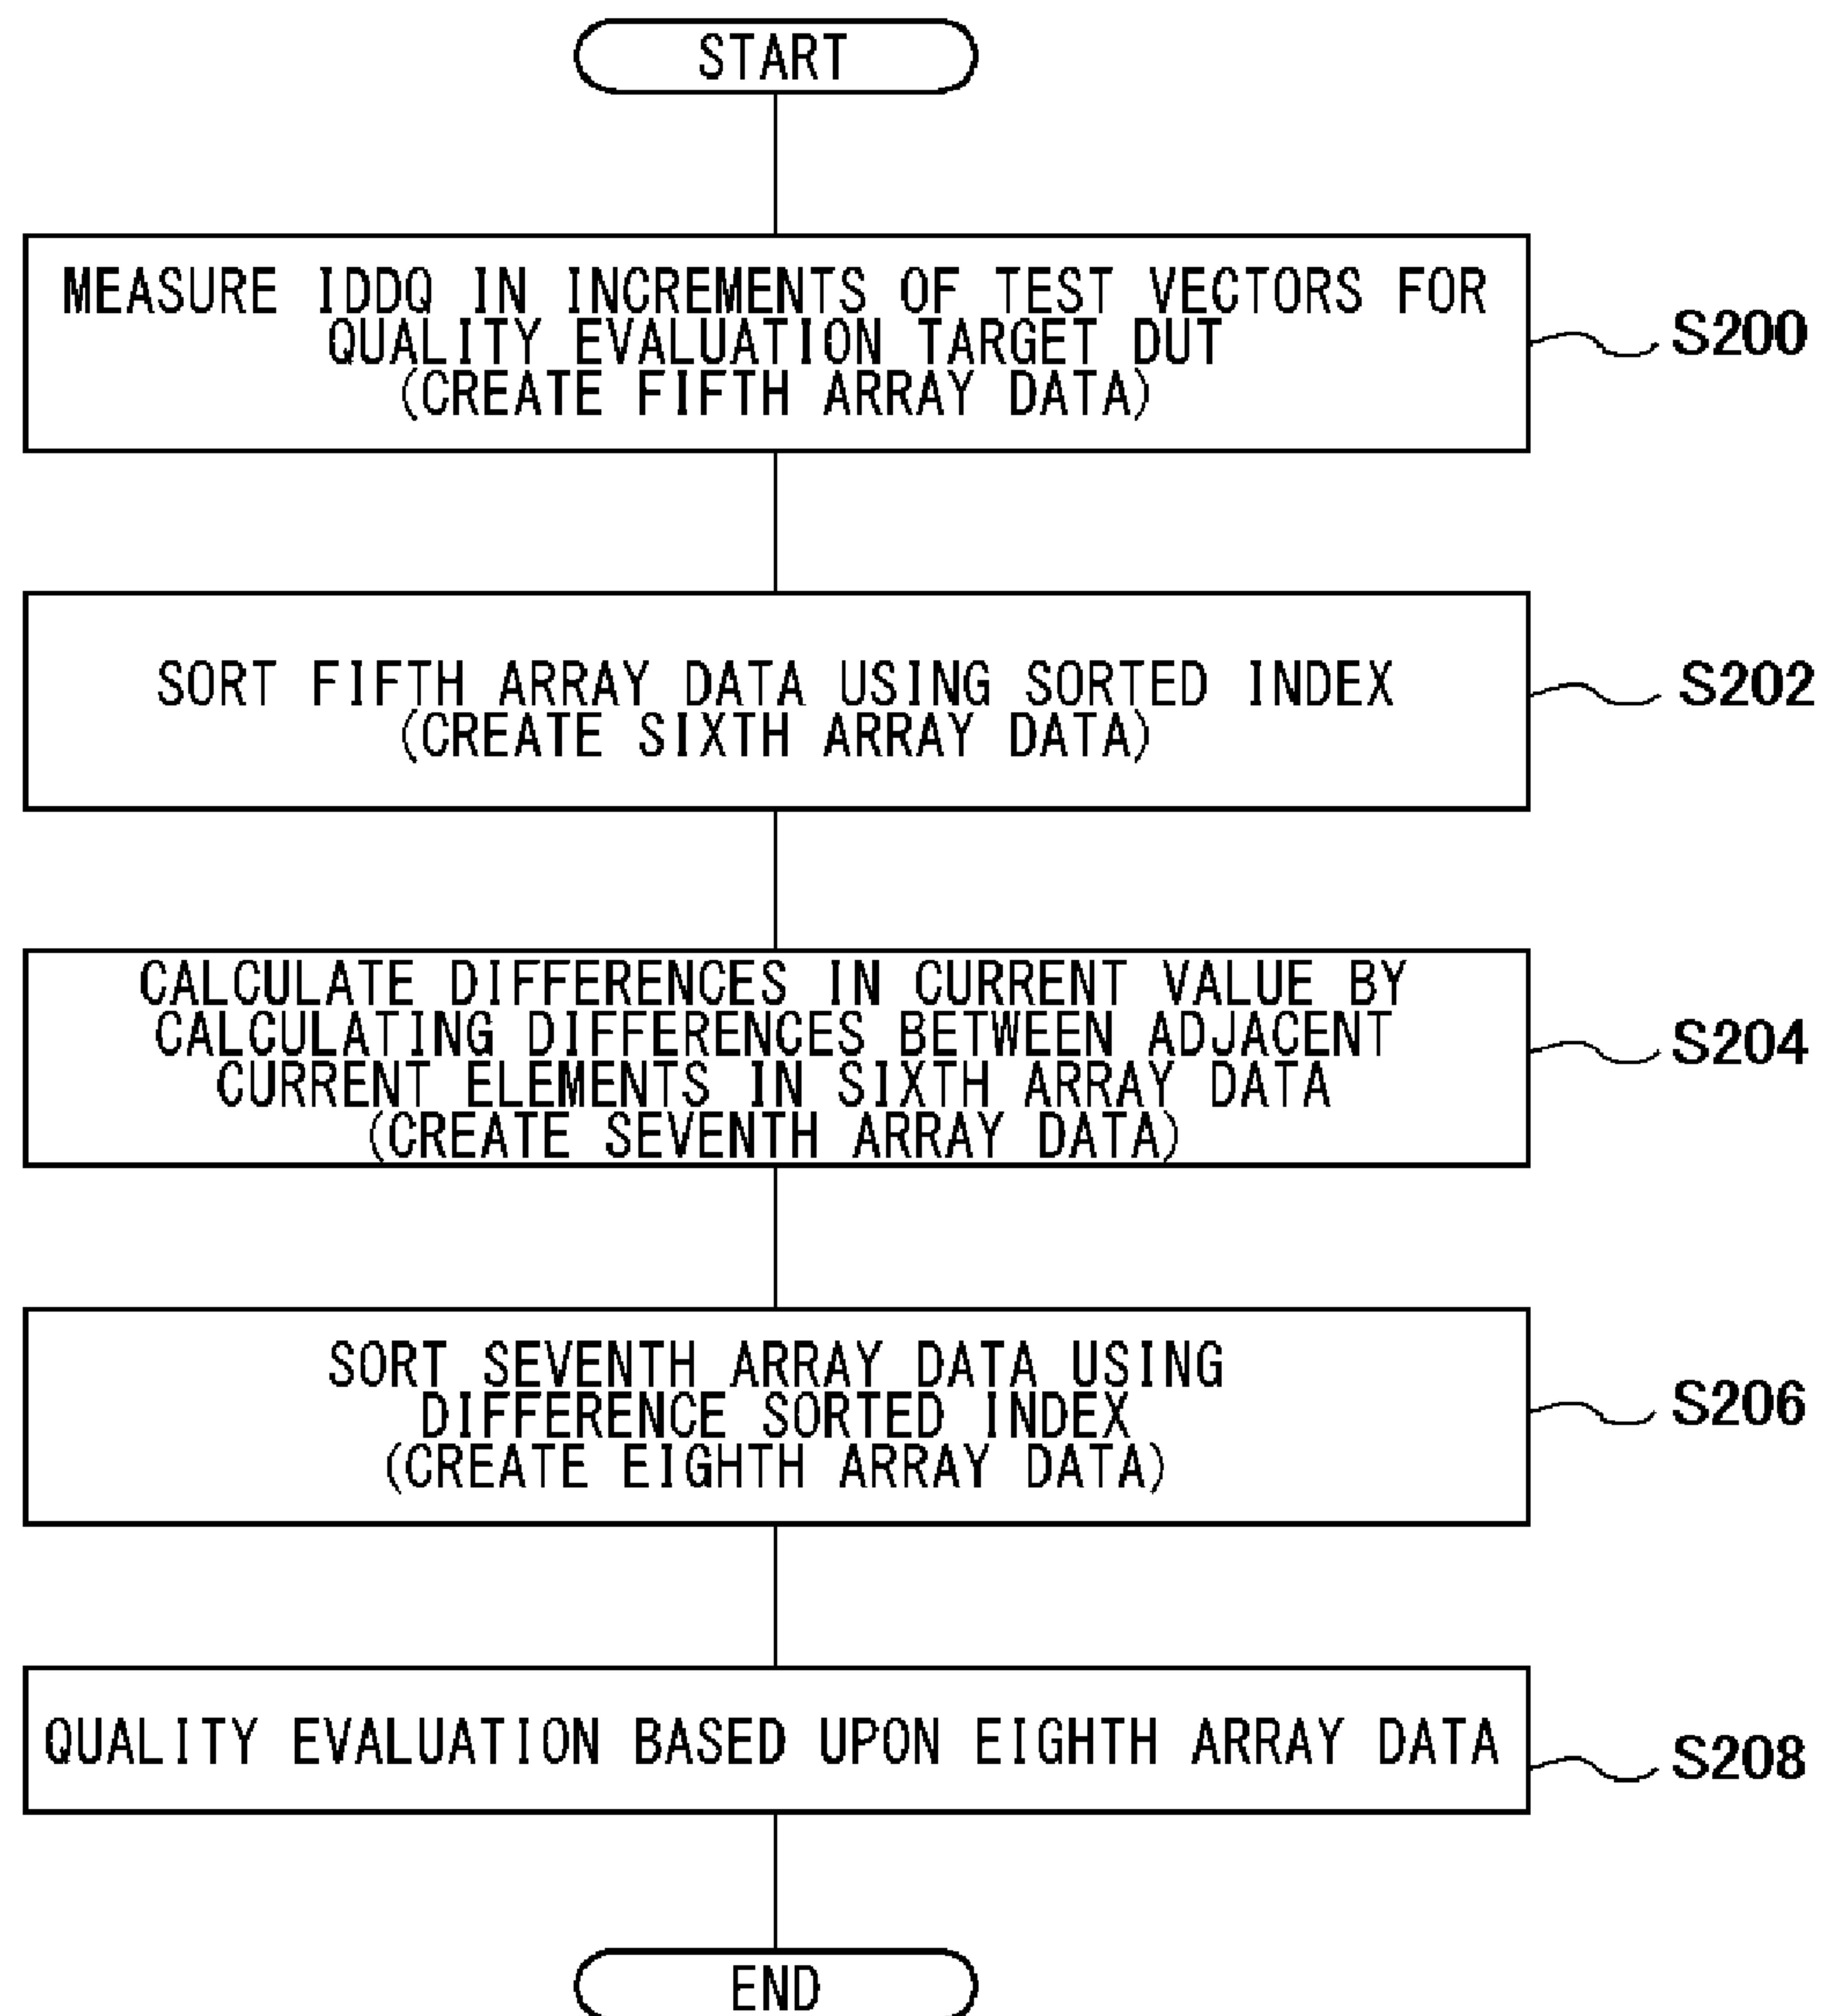 START
MEASURE IDDQ IN INCREMENTS OF TEST VECTORS FOR
QUALITY EVALUATION TARGET DUT
(CREATE FIFTH ARRAY DATA)
S200
SORT FIFTH ARRAY DATA USING SORTED INDEX
(CREATE SIXTH ARRAY DATA)
S202
CALCULATE DIFFERENCES IN CURRENT VALUE BY
CALCULATING DIFFERENCES BETWEEN ADJACENT
CURRENT ELEMENTS IN SIXTH ARRAY DATA
(CREATE SEVENTH ARRAY DATA)
S204
SORT SEVENTH ARRAY DATA USING
DIFFERENCE SORTED INDEX
(CREATE EIGHTH ARRAY DATA)
S206
QUALITY EVALUATION BASED UPON EIGHTH ARRAY DATA
S208
END